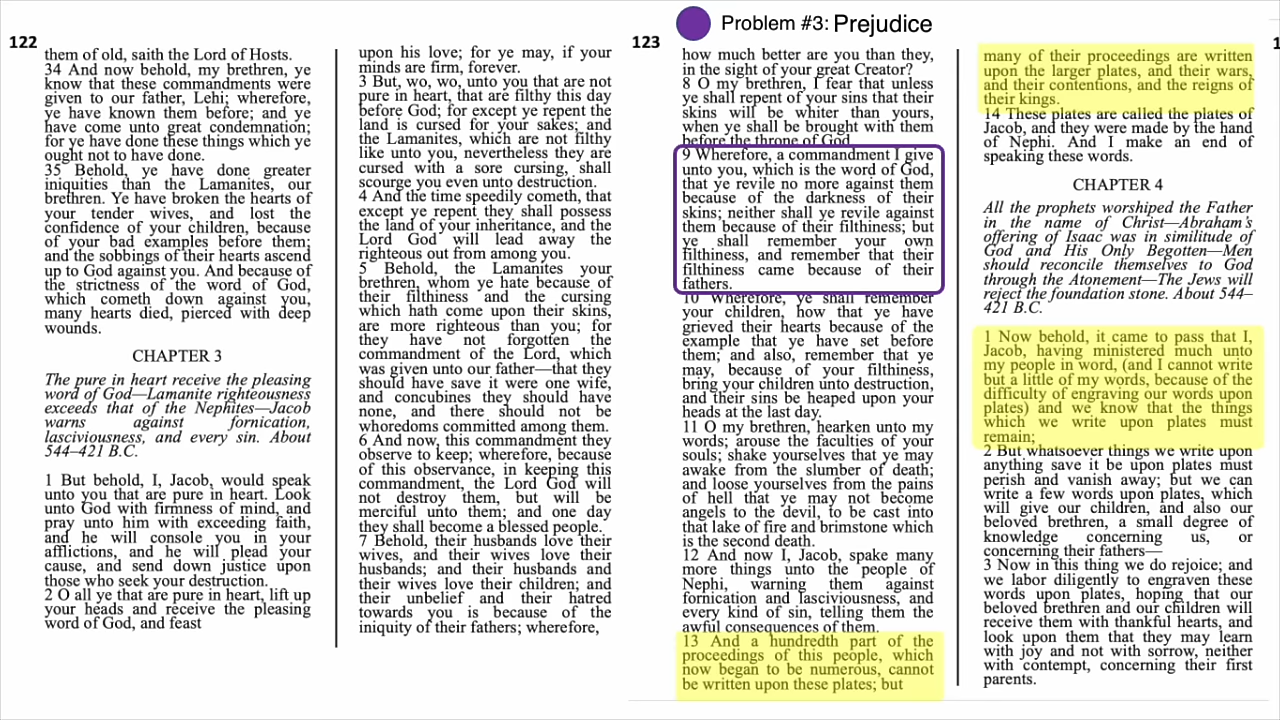 Problem #3: Prejudice
122
them of old, saith the Lord of Hosts.
34 And now behold, my brethren, ye
know that these commandments were
given to our father, Lehi; wherefore,
ye have known them before; and ye
have come unto great condemnation;
for ye have done these things which ye
ought not to have done.
35 Behold, ye have done greater
iniquities than the Lamanites, our
brethren. Ye have broken the hearts of
your tender wives, and lost the
confidence of your children, because
of your bad examples before them;
and the sobbings of their hearts ascend
up to God against you. And because of
the strictness of the word of God,
which cometh down against you,
many hearts died, pierced with deep
wounds.
CHAPTER 3
The pure in heart receive the pleasing
word of God—Lamanite righteousness
exceeds that of the Nephites—Jacob
warns against fornication,
lasciviousness, and every sin. About
544–421 B.C.
1 But behold, I, Jacob, would speak
unto you that are pure in heart. Look
unto God with firmness of mind, and
pray unto him with exceeding faith,
and he will console you in your
afflictions, and he will plead your
cause, and send down justice upon
those who seek your destruction.
2 O all ye that are pure in heart, lift up
your heads and receive the pleasing
word of God, and feast
upon his love; for ye may, if your
minds are firm, forever.
3 But, wo, wo, unto you that are not
pure in heart, that are filthy this day
before God; for except ye repent the
land is cursed for your sakes; and
the Lamanites, which are not filthy
like unto you, nevertheless they are
cursed with a sore cursing, shall
scourge you even unto destruction.
4 And the time speedily cometh, that
except ye repent they shall possess
the land of your inheritance, and the
Lord God will lead away the
righteous out from among you.
5 Behold, the Lamanites your
brethren, whom ye hate because of
their filthiness and the cursing
which hath come upon their skins,
are more righteous than you; for
they have not forgotten the
commandment of the Lord, which
was given unto our father—that they
should have save it were one wife,
and concubines they should have
none, and there should not be
whoredoms committed among them.
6 And now, this commandment they
observe to keep; wherefore, because
of this observance, in keeping this
commandment, the Lord God will
not destroy them, but will be
merciful unto them; and one day
they shall become a blessed people.
7 Behold, their husbands love their
wives, and their wives love their
husbands; and their husbands and
their wives love their children; and
their unbelief and their hatred
towards you is because of the
iniquity of their fathers; wherefore,
123
how much better are you than they,
in the sight of your great Creator?
8 O my brethren, I fear that unless
ye shall repent of your sins that their
skins will be whiter than yours,
when ye shall be brought with them
before the throne of God.
9 Wherefore, a commandment I give
unto you, which is the word of God,
that ye revile no more against them
because of the darkness of their
skins; neither shall ye revile against
them because of their filthiness; but
ye shall remember your own
filthiness, and remember that their
filthiness came because of their
fathers.
10 Wherefore, ye shall remember
your children, how that ye have
grieved their hearts because of the
example that ye have set before
them; and also, remember that ye
may, because of your filthiness,
bring your children unto destruction,
and their sins be heaped upon your
heads at the last day.
11 O my brethren, hearken unto my
words; arouse the faculties of your
souls; shake yourselves that ye may
awake from the slumber of death;
and loose yourselves from the pains
of hell that ye may not become
angels to the devil, to be cast into
that lake of fire and brimstone which
is the second death.
12 And now I, Jacob, spake many
more things unto the people of
Nephi, warning them against
fornication and lasciviousness, and
every kind of sin, telling them the
awful consequences of them.
13 And a hundredth part of the
proceedings of this people, which
now began to be numerous, cannot
be written upon these plates; but
many of their proceedings are written
upon the larger plates, and their wars,
and their contentions, and the reigns of
their kings.
14 These plates are called the plates of
Jacob, and they were made by the hand
of Nephi. And I make an end of
speaking these words.
CHAPTER 4
All the prophets worshiped the Father
in the name of Christ—Abraham's
offering of Isaac was in similitude of
God and His Only Begotten—Men
should reconcile themselves to God
through the Atonement—The Jews will
reject the foundation stone. About 544–
421 B.C.
1 Now behold, it came to pass that I,
Jacob, having ministered much unto
my people in word, (and I cannot write
but a little of my words, because of the
difficulty of engraving our words upon
plates) and we know that the things
which we write upon plates must
remain;
2 But whatsoever things we write upon
anything save it be upon plates must
perish and vanish away; but we can
write a few words upon plates, which
will give our children, and also our
beloved brethren, a small degree of
knowledge concerning us, or
concerning their fathers—
3 Now in this thing we do rejoice; and
we labor diligently to engraven these
words upon plates, hoping that our
beloved brethren and our children will
receive them with thankful hearts, and
look upon them that they may learn
with joy and not with sorrow, neither
with contempt, concerning their first
parents.